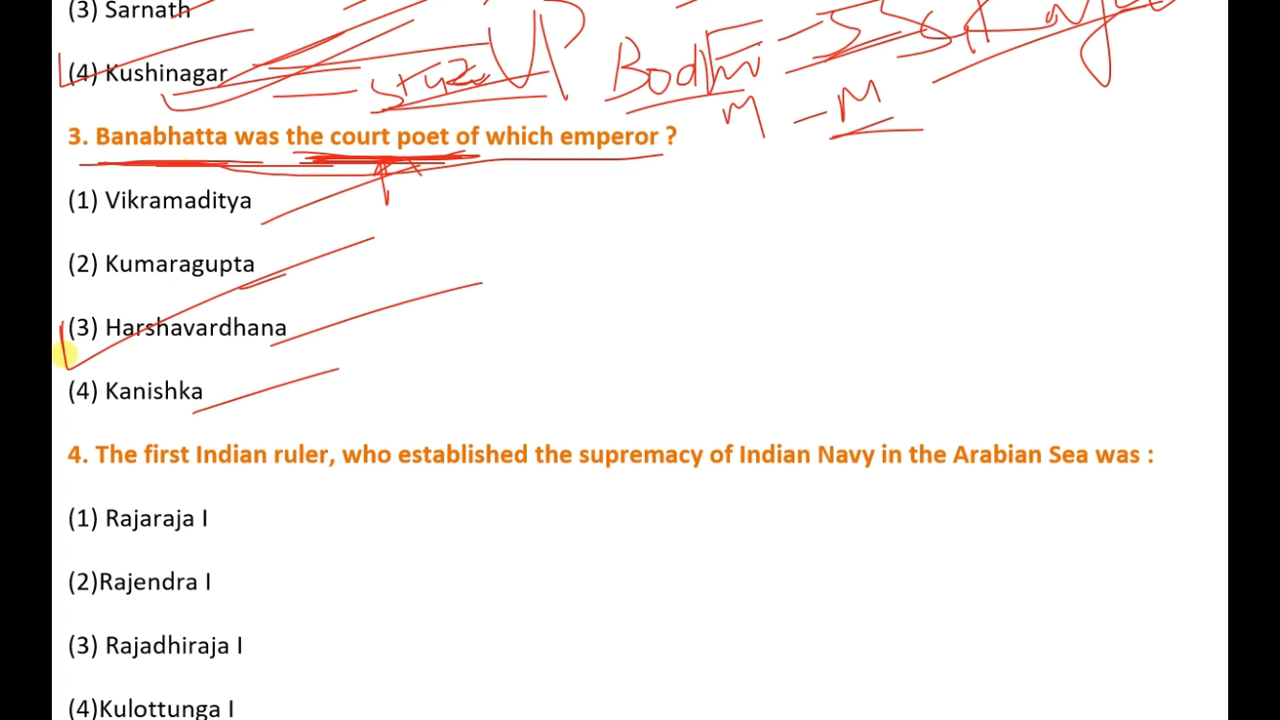 (3) Sarnath
(4) Kushinagar
UP
Bodh
M - M
3. Banabhatta was the court poet of which emperor ?
(1) Vikramaditya
(2) Kumaragupta
(3) Harshavardhana
(4) Kanishka
4. The first Indian ruler, who established the supremacy of Indian Navy in the Arabian Sea was :
(1) Rajaraja I
(2)Rajendra I
(3) Rajadhiraja I
(4)Kulottunga I